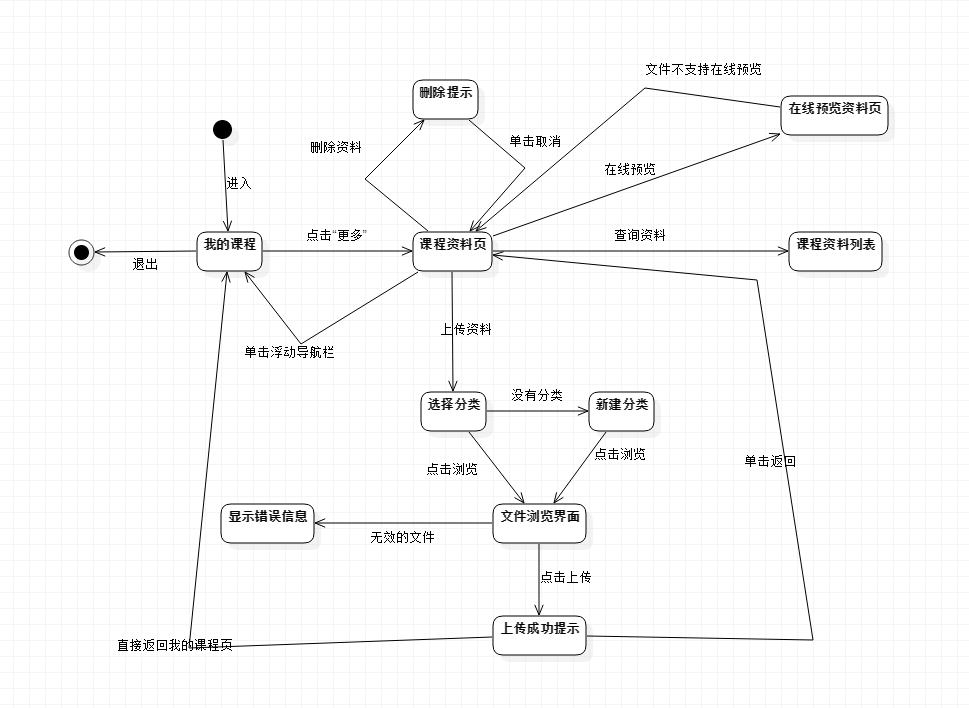 文件不支持在线预览
删除提示
在线预览资料页
删除资料
单击取消
在线预览
进入
我的课程
点击“更多”
课程资料页
查询资料
课程资料列表
退出
上传资料
单击浮动导航栏
选择分类
没有分类
新建分类
点击浏览
点击浏览
单击返回
显示错误信息
无效的文件
文件浏览界面
点击上传
上传成功提示
直接返回我的课程页